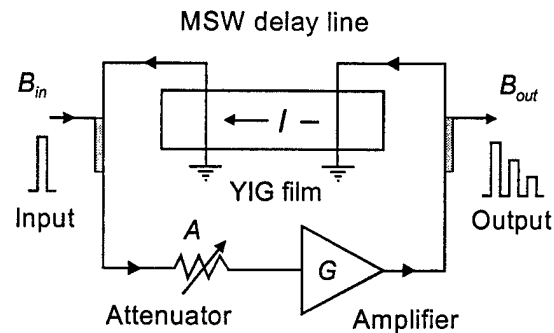 MSW delay line
B_in
B_out
← l –
YIG film
Input
Output
A
G
Attenuator
Amplifier